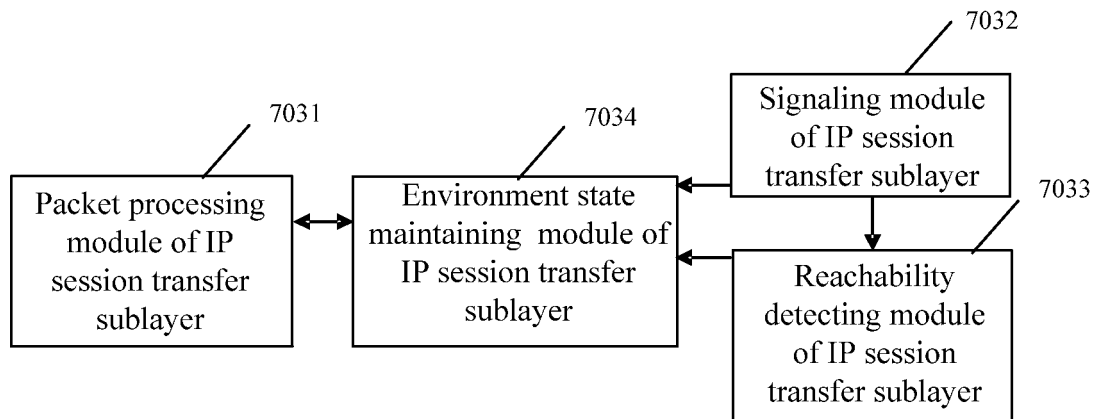 7031
Packet processing
module of IP
session transfer
sublayer
7034
Environment state
maintaining module of
IP session transfer
sublayer
7032
Signaling module
of IP session
transfer sublayer
7033
Reachability
detecting module
of IP session
transfer sublayer